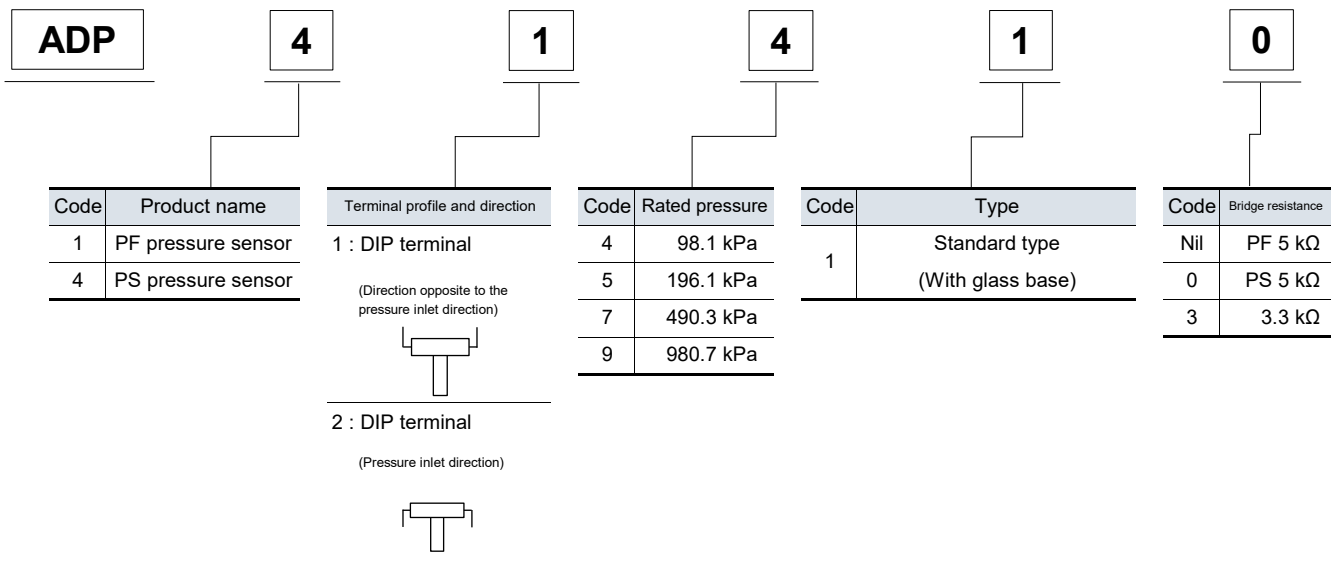 ADP 4 1 4 1 0
Code Product name
1 PF pressure sensor
4 PS pressure sensor
Terminal profile and direction
1 : DIP terminal
(Direction opposite to the
pressure inlet direction)
2 : DIP terminal
(Pressure inlet direction)
Code Rated pressure
4 98.1 kPa
5 196.1 kPa
7 490.3 kPa
9 980.7 kPa
Code Type
1 Standard type
(With glass base)
Code Bridge resistance
Nil PF 5 kΩ
0 PS 5 kΩ
3 3.3 kΩ